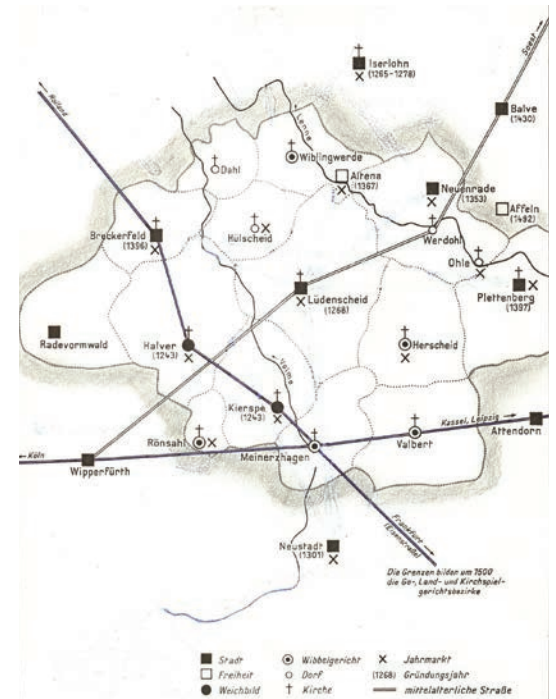 Iserlohn
(1265-1278)
Soest
Holland
Lenne
Balve
(1430)
Dahl
Wiblingwerde
Altena
(1367)
Neuenrade
(1353)
Affeln
(1492)
Breckerfeld
(1396)
Hülscheid
Werdohl
Ohle
Plettenberg
(1397)
Lüdenscheid
(1268)
Radevormwald
Halver
(1243)
Volme
Herscheid
Kierspe
(1243)
Kassel, Leipzig
Attendorn
Rönsahl
Valbert
Köln
Meinerzhagen
Wipperfürth
Frankfurt
(Eisenstraße)
Neustadt
(1301)
Die Grenzen bilden um 1500
die Go-, Land- und Kirchspiel-
gerichtsbezirke
Stadt
Wibbelgericht
Jahrmarkt
Freiheit
Dorf
(1268) Gründungsjahr
Weichbild
Kirche
mittelalterliche Straße